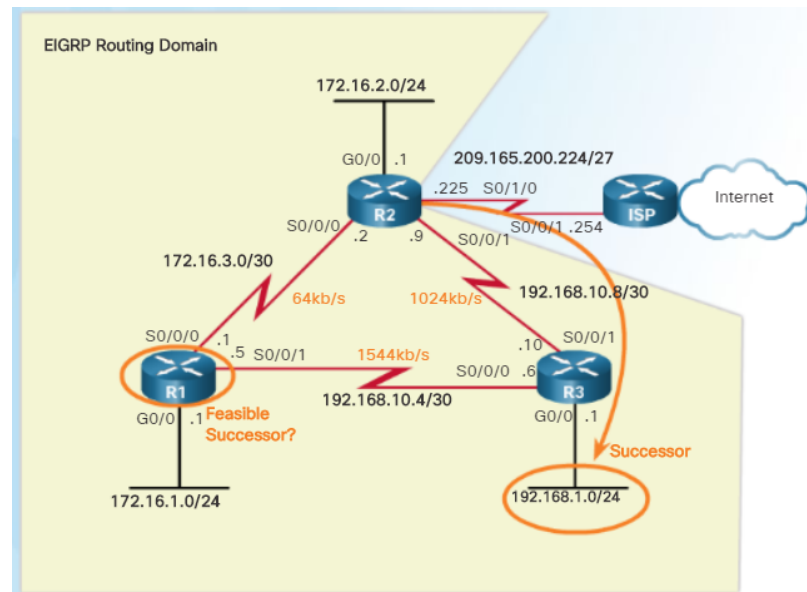 EIGRP Routing Domain
172.16.2.0/24
G0/0 .1
209.165.200.224/27
.225 S0/1/0
R2
ISP
Internet
S0/0/0
.2
.9
S0/0/1
S0/0/1 .254
172.16.3.0/30
64kb/s
1024kb/s
192.168.10.8/30
S0/0/0 .1
.5 S0/0/1
1544kb/s
.10 S0/0/1
S0/0/0 .6
R1
192.168.10.4/30
R3
G0/0 .1
Feasible
Successor?
G0/0 .1
Successor
172.16.1.0/24
192.168.1.0/24